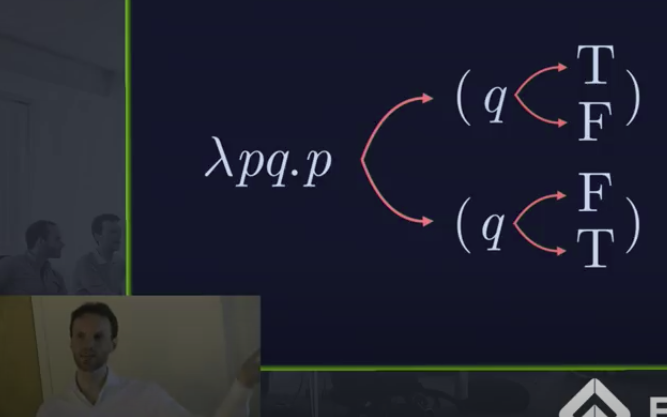 λpq.p
( q T
F )
( q F
T )